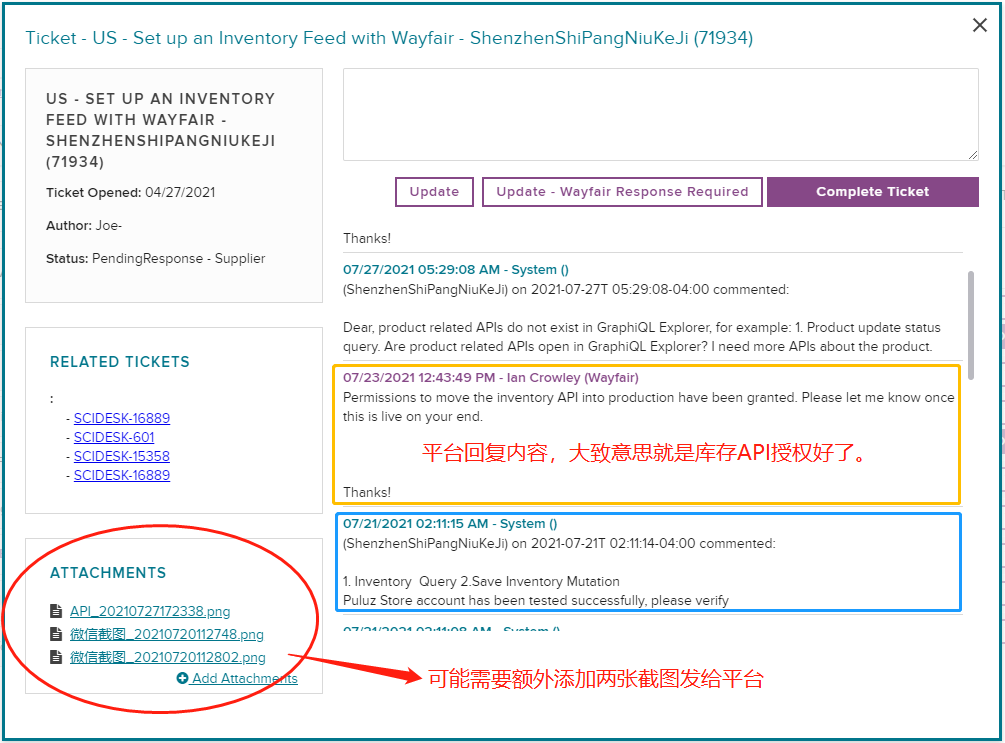 Ticket - US - Set up an Inventory Feed with Wayfair - ShenzhenShiPangNiuKeJi (71934)
US - SET UP AN INVENTORY
FEED WITH WAYFAIR -
SHENZHENSHIPANGNIUKEJI
(71934)
Ticket Opened: 04/27/2021
Author: Joe-
Status: PendingResponse - Supplier
RELATED TICKETS
:
- SCIDESK-16889
- SCIDESK-601
- SCIDESK-15358
- SCIDESK-16889
ATTACHMENTS
API_20210727172338.png
微信截图_20210720112748.png
微信截图_20210720112802.png
Add Attachments
Update
Update - Wayfair Response Required
Complete Ticket
Thanks!
07/27/2021 05:29:08 AM - System ()
(ShenzhenShiPangNiuKeJi) on 2021-07-27T 05:29:08-04:00 commented:
Dear, product related APIs do not exist in GraphiQL Explorer, for example: 1. Product update status
query. Are product related APIs open in GraphiQL Explorer? I need more APIs about the product.
07/23/2021 12:43:49 PM - Ian Crowley (Wayfair)
Permissions to move the inventory API into production have been granted. Please let me know once
this is live on your end.
平台回复内容，大致意思就是库存API授权好了。
Thanks!
07/21/2021 02:11:15 AM - System ()
(ShenzhenShiPangNiuKeJi) on 2021-07-21T 02:11:14-04:00 commented:
1. Inventory Query 2.Save Inventory Mutation
Puluz Store account has been tested successfully, please verify
07/21/2021 02:11:08 AM - System ()
可能需要额外添加两张截图发给平台